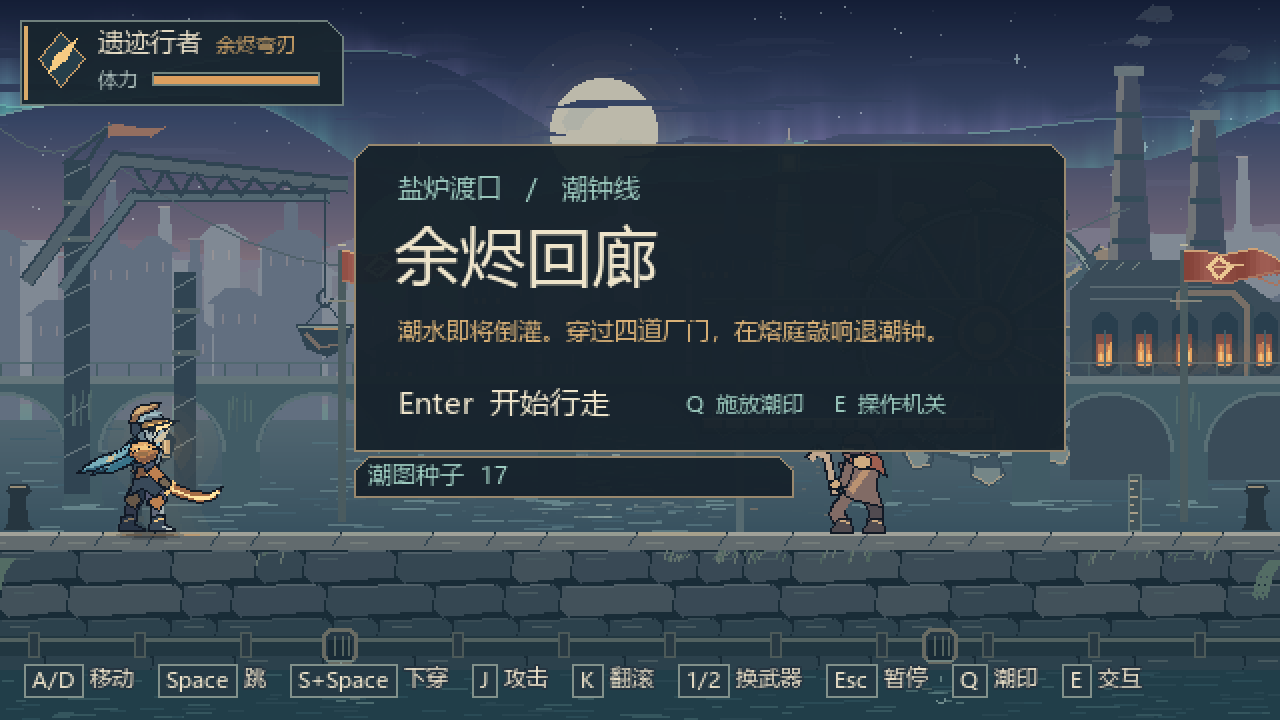 遗迹行者 余烬弯刃
体力
盐炉渡口 / 潮钟线
余烬回廊
潮水即将倒灌。穿过四道厂门，在熔庭敲响退潮钟。
Enter 开始行走 Q 施放潮印 E 操作机关
潮图种子 17
A/D 移动 Space 跳 S+Space 下穿 J 攻击 K 翻滚 1/2 换武器 Esc 暂停 Q 潮印 E 交互